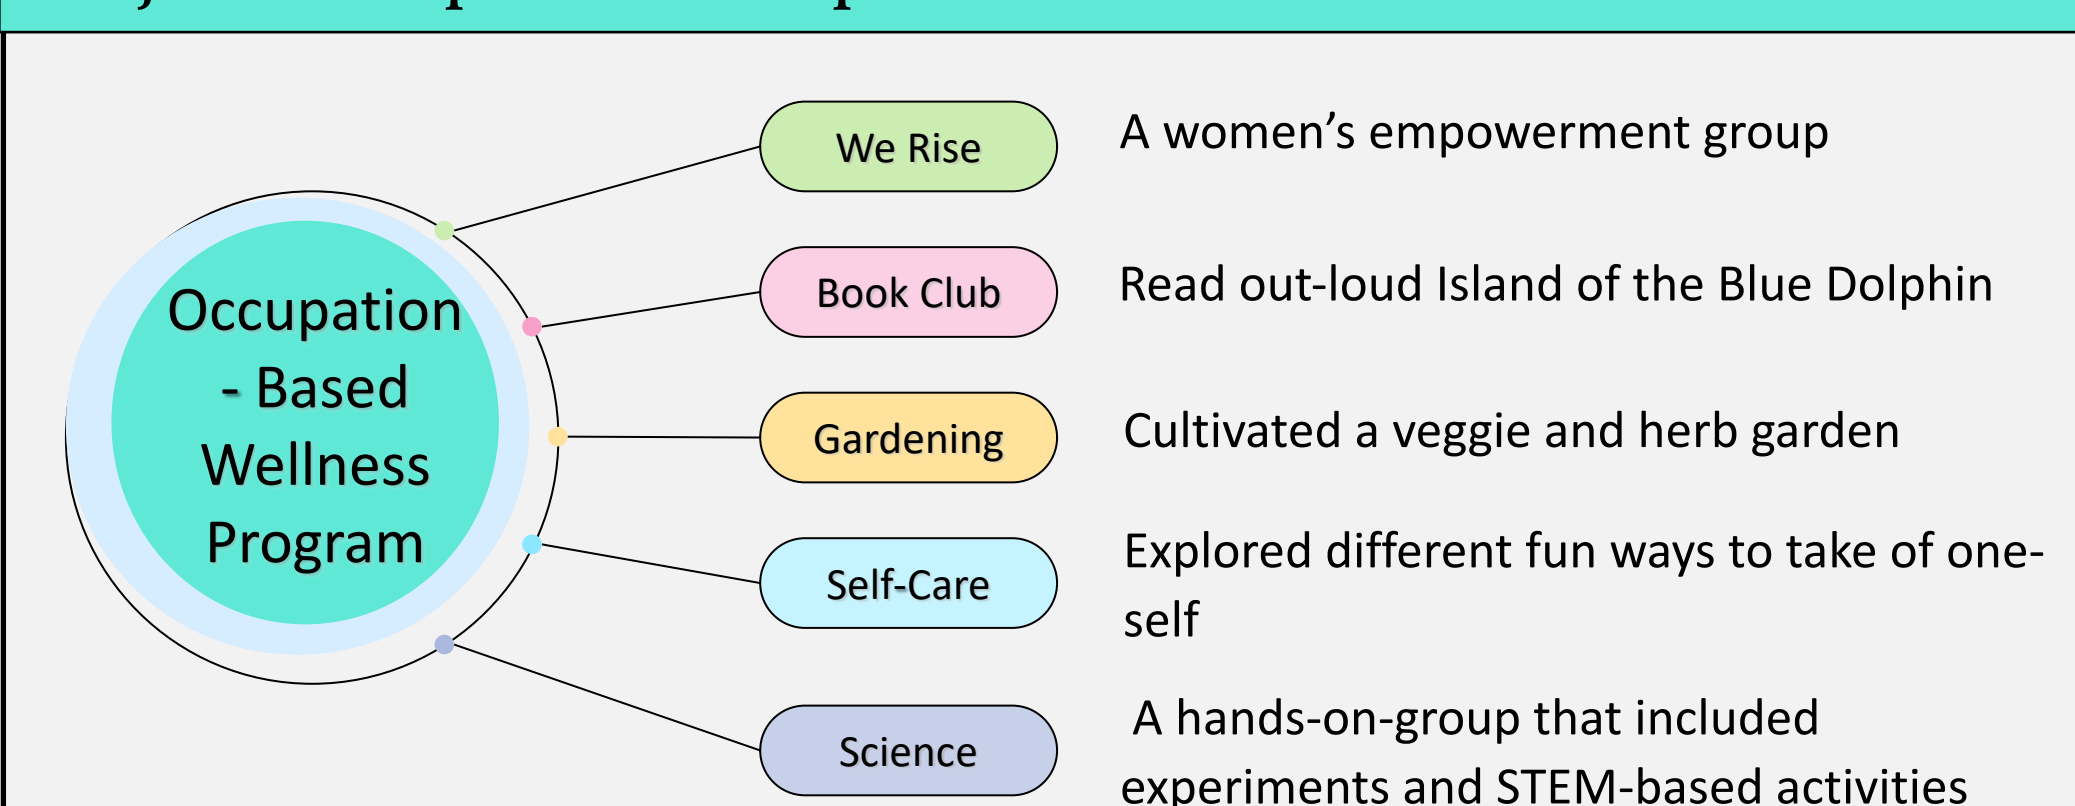 We Rise
A women’s empowerment group
Book Club
Read out-loud Island of the Blue Dolphin
Occupation
- Based
Wellness
Program
Gardening
Cultivated a veggie and herb garden
Self-Care
Explored different fun ways to take of one-
self
Science
A hands-on-group that included
experiments and STEM-based activities